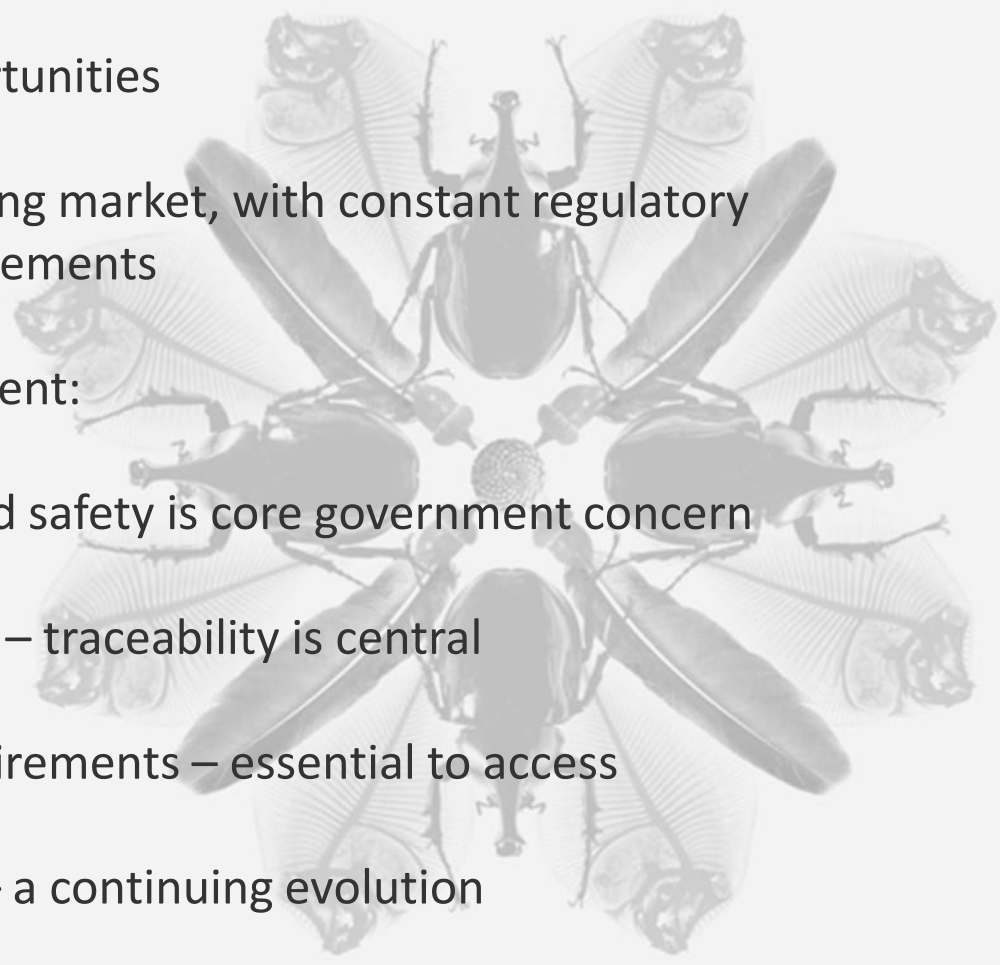 rtunities
ng market, with constant regulatory
ements
ent:
d safety is core government concern
– traceability is central
irements – essential to access
a continuing evolution